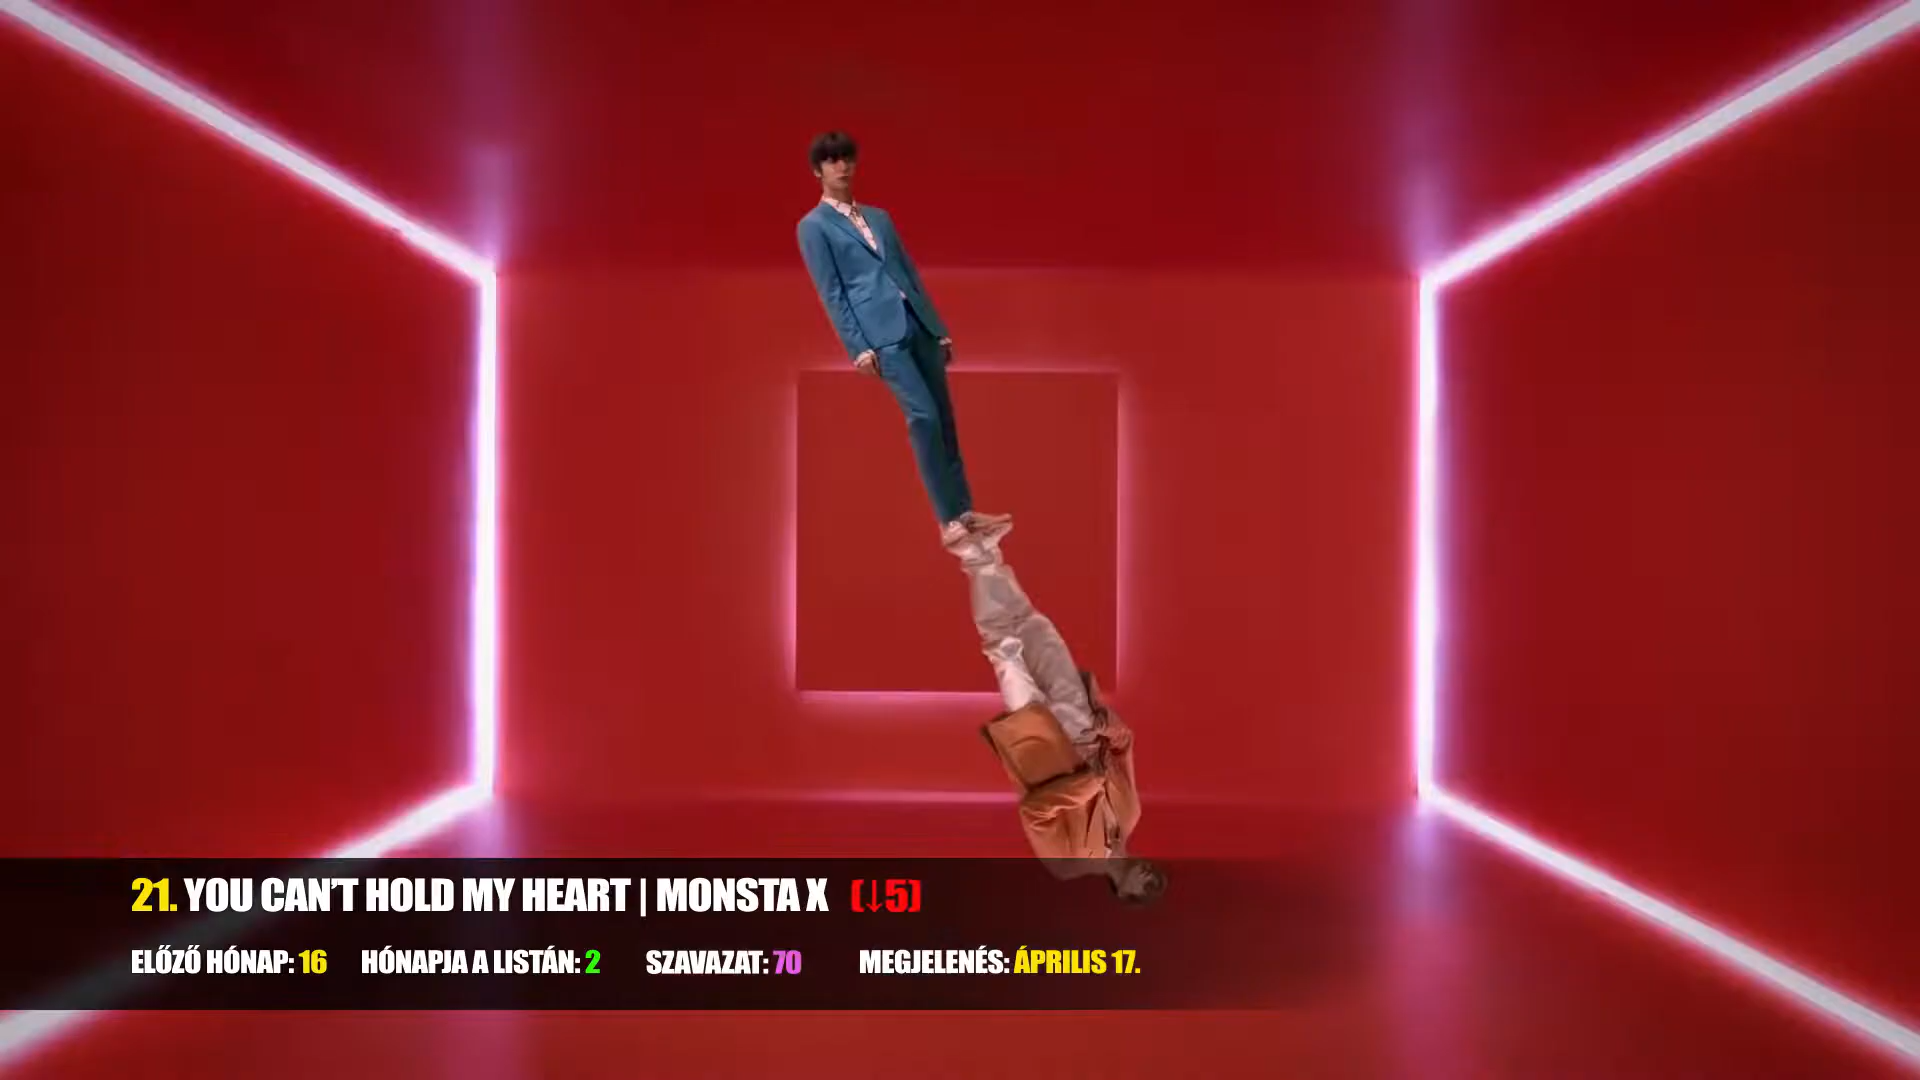 21. YOU CAN'T HOLD MY HEART | MONSTA X (↓5)
ELŐZŐ HÓNAP: 16 HÓNAPJA A LISTÁN: 2 SZAVAZAT: 70 MEGJELENÉS: ÁPRILIS 17.